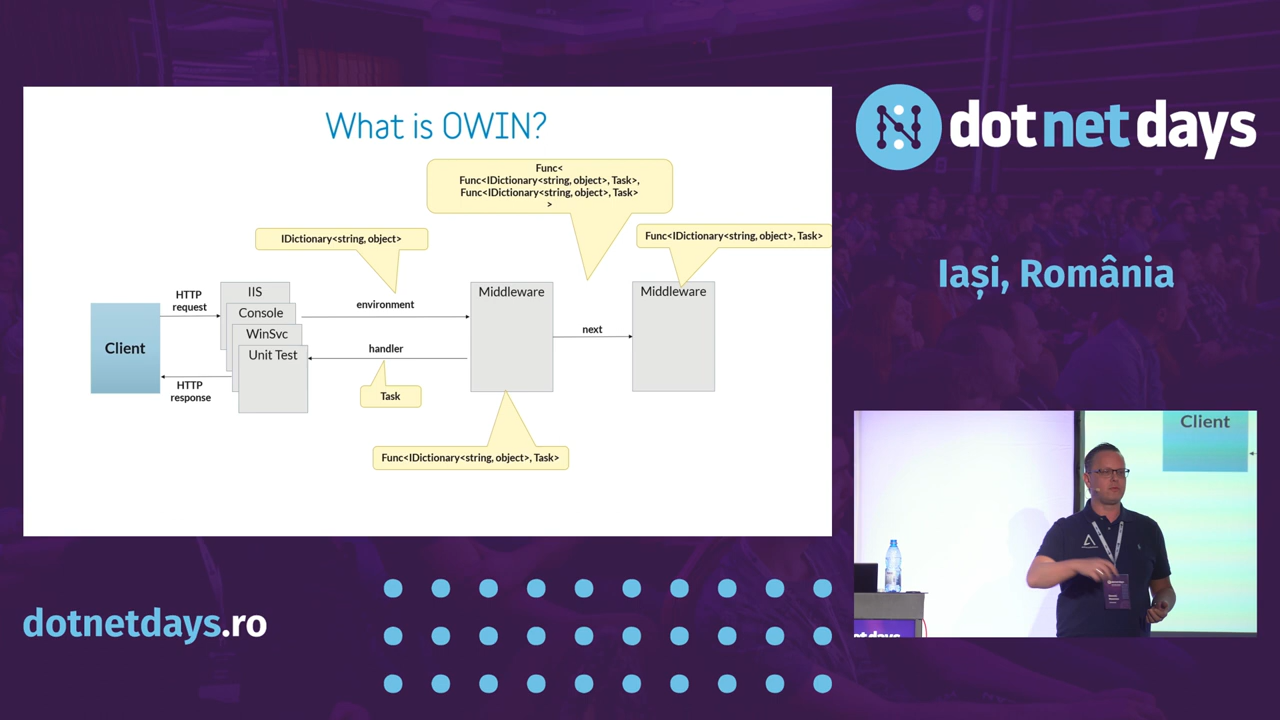 What is OWIN?
Func<
Func<IDictionary<string, object>, Task>,
Func<IDictionary<string, object>, Task>
>
Func<IDictionary<string, object>, Task>
IDictionary<string, object>
HTTP
request
IIS
Console
WinSvc
Unit Test
environment
Middleware
Middleware
next
Client
handler
HTTP
response
Task
Func<IDictionary<string, object>, Task>
dotnetdays
Iași, România
Client
net days
dotnetdays.ro